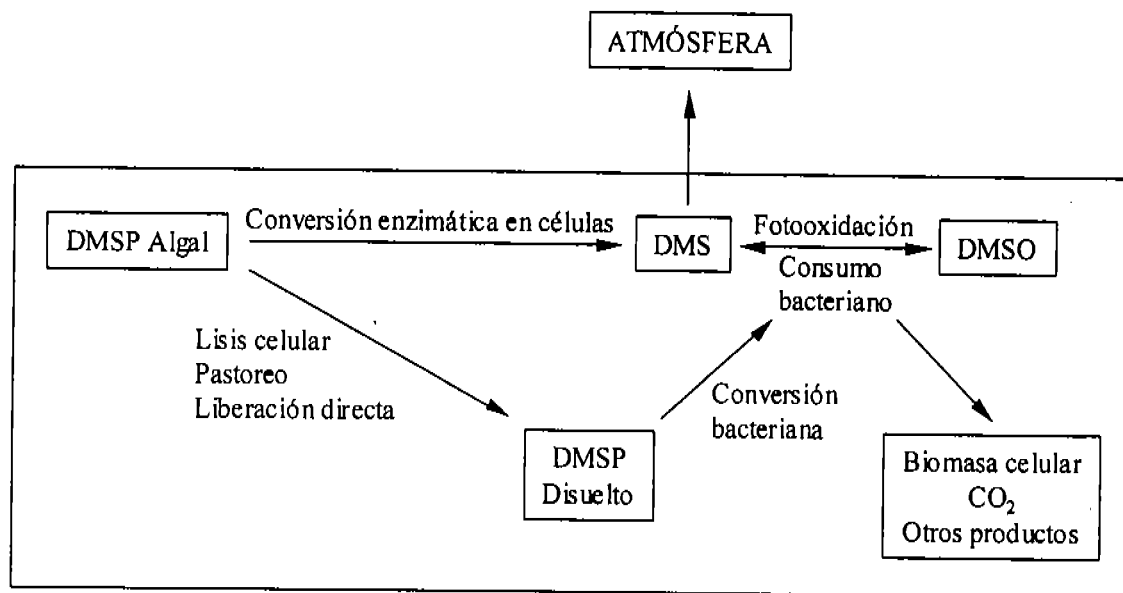 ATMÓSFERA
DMSP Algal
Conversión enzimática en células
DMS
Fotooxidación
DMSO
Consumo
bacteriano
Lisis celular
Pastoreo
Liberación directa
Conversión
bacteriana
DMSP
Disuelto
Biomasa celular
CO₂
Otros productos